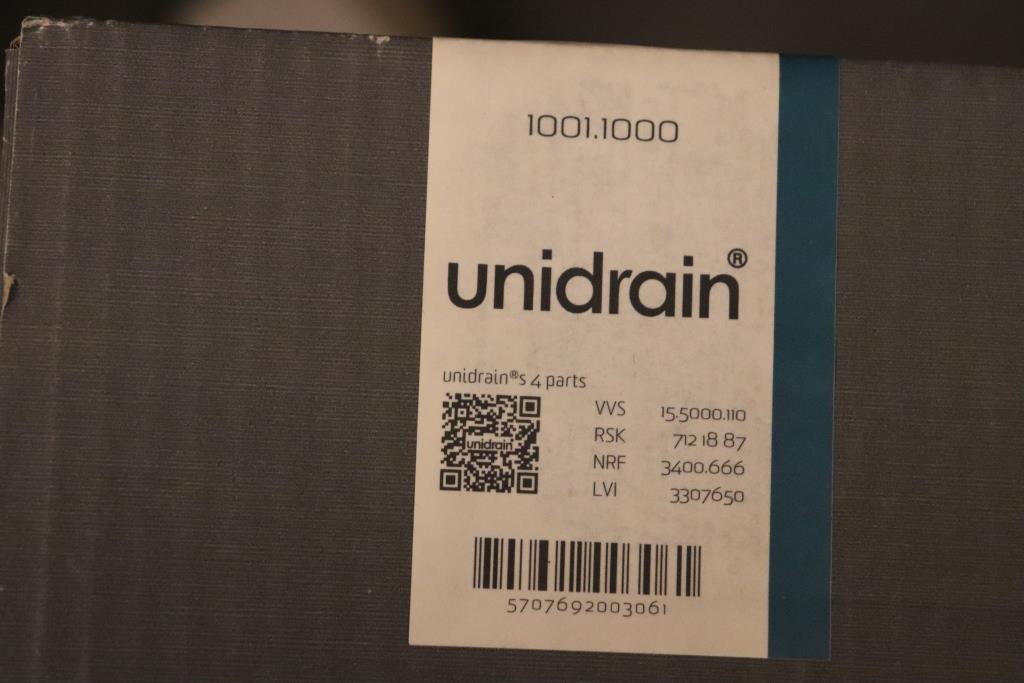 1001.1000
unidrain®
unidrain®s 4 parts
unidrain
VVS 15.5000.110
RSK 712 18 87
NRF 3400.666
LVI 3307650
5707692003061